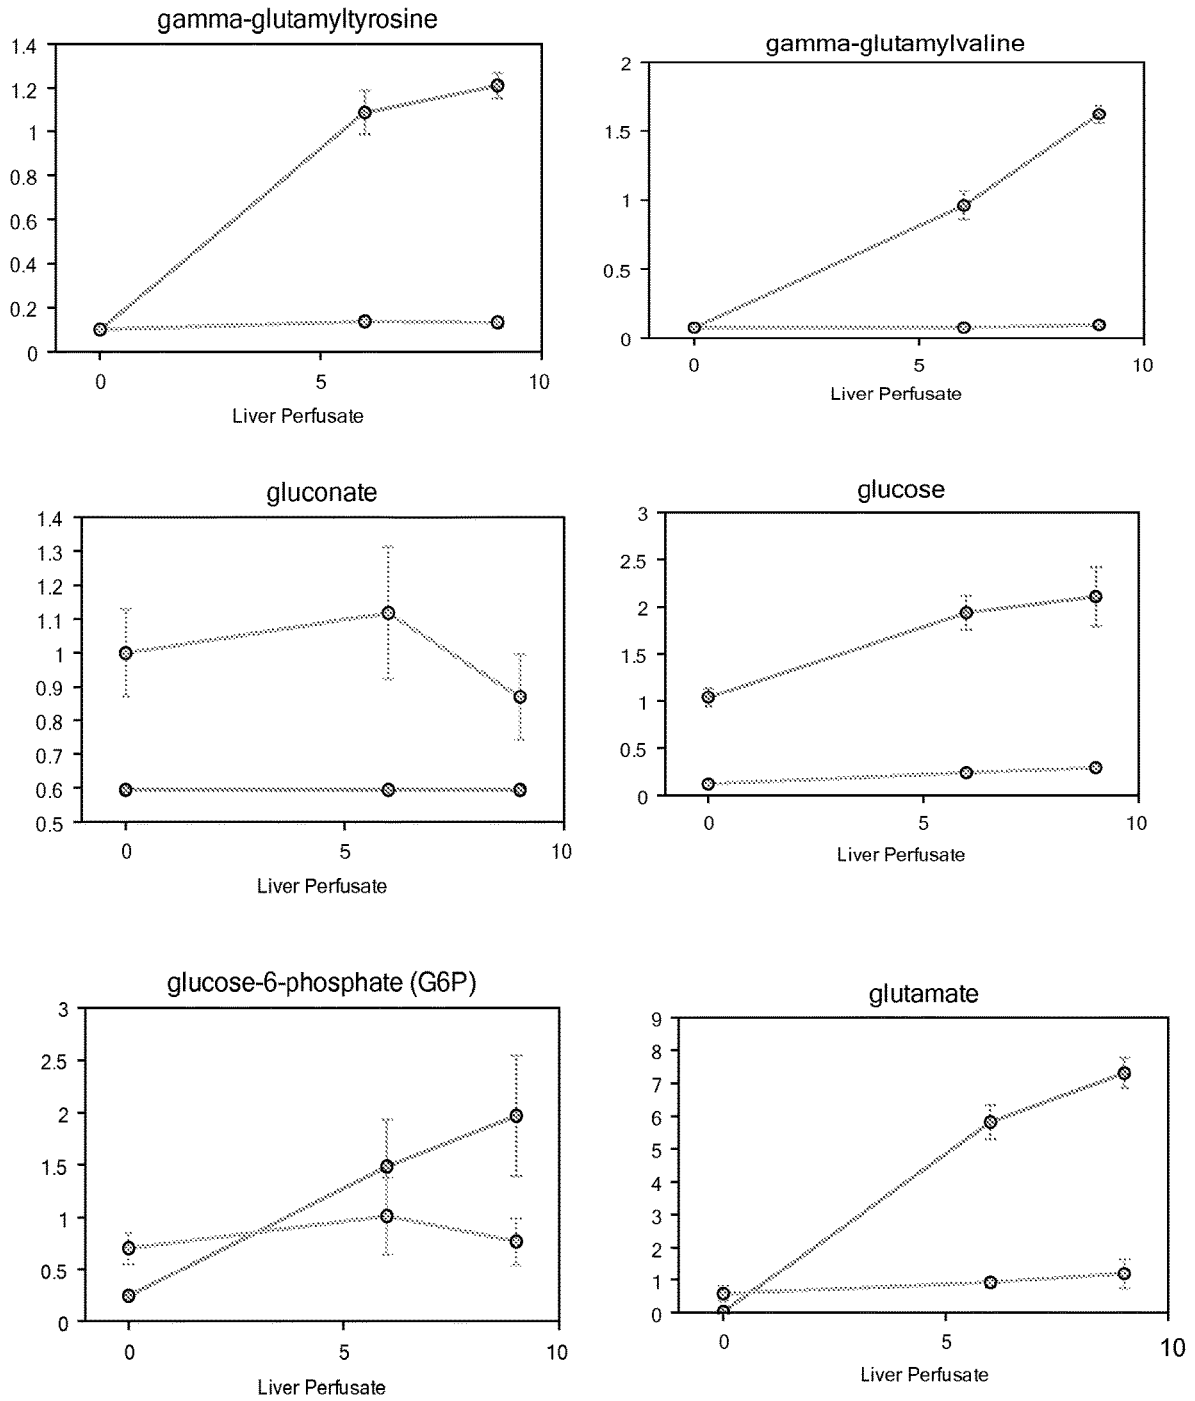 gamma-glutamyltyrosine
1.4
1.2
1
0.8
0.6
0.4
0.2
0
0 5 10
Liver Perfusate
gamma-glutamylvaline
2
1.5
1
0.5
0
0 5 10
Liver Perfusate
gluconate
1.4
1.3
1.2
1.1
1
0.9
0.8
0.7
0.6
0.5
0 5 10
Liver Perfusate
glucose
3
2.5
2
1.5
1
0.5
0
0 5 10
Liver Perfusate
glucose-6-phosphate (G6P)
3
2.5
2
1.5
1
0.5
0
0 5 10
Liver Perfusate
glutamate
9
8
7
6
5
4
3
2
1
0
0 5 10
Liver Perfusate